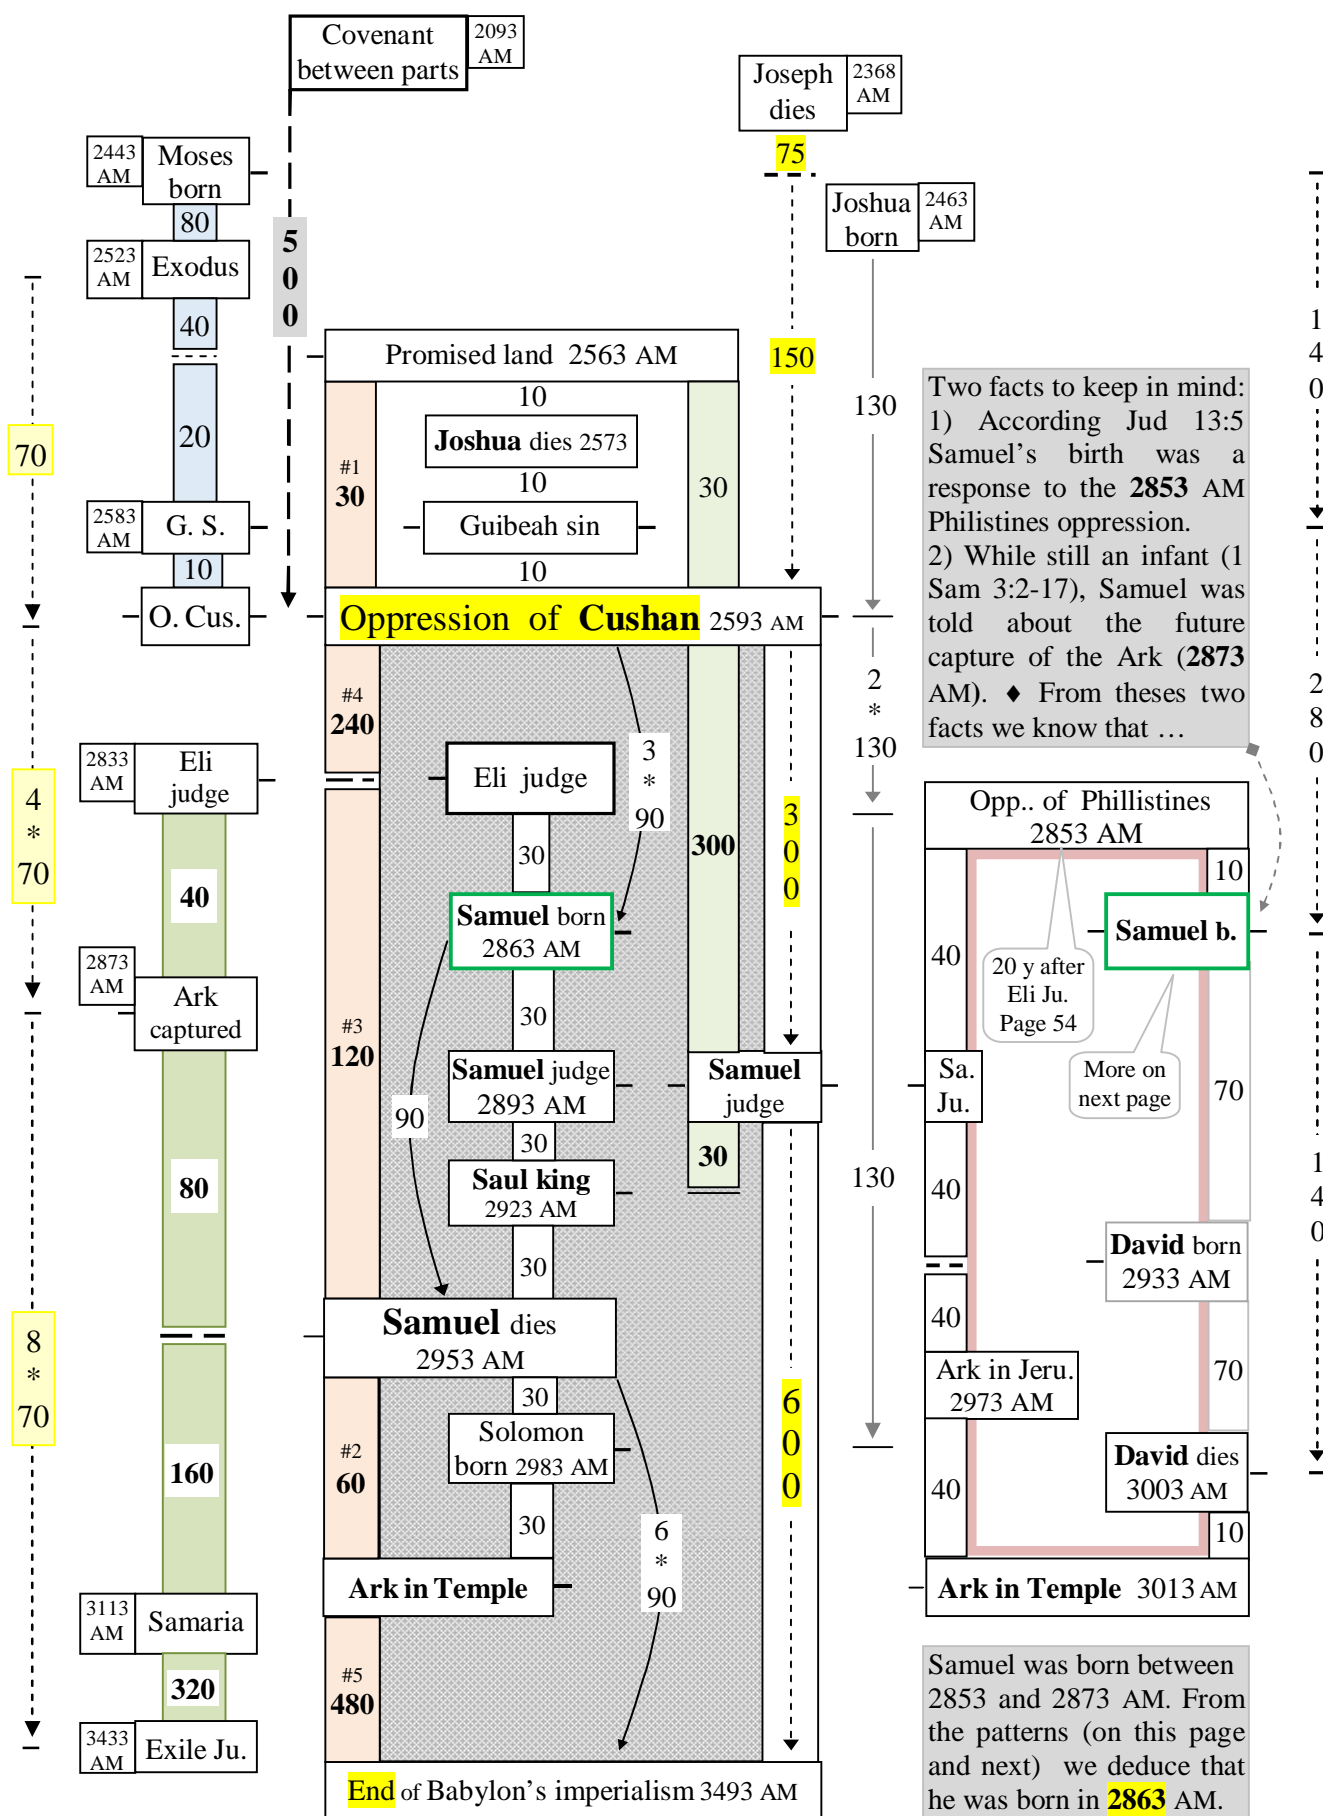 Covenant
between parts
2093
AM
Joseph
dies
2368
AM
75
2443
AM
Moses
born
80
2523
AM
Exodus
40
20
2583
AM
G. S.
10
O. Cus.
70
5
0
0
Joshua
born
2463
AM
150
130
1
4
0
Promised land 2563 AM
10
Joshua dies 2573
10
Guibeah sin
10
#1
30
30
Oppression of Cushan 2593 AM
Two facts to keep in mind:
1) According Jud 13:5
Samuel's birth was a
response to the 2853 AM
Philistines oppression.
2) While still an infant (1
Sam 3:2-17), Samuel was
told about the future
capture of the Ark (2873
AM). ♦ From theses two
facts we know that …
#4
240
3
*
90
2
*
130
2
8
0
2833
AM
Eli
judge
4
*
70
40
2873
AM
Ark
captured
80
8
*
70
160
3113
AM
Samaria
320
3433
AM
Exile Ju.
Eli judge
30
Samuel born
2863 AM
30
#3
120
90
Samuel judge
2893 AM
30
Saul king
2923 AM
30
Samuel dies
2953 AM
30
Solomon
born 2983 AM
30
#2
60
Ark in Temple
#5
480
6
*
90
End of Babylon's imperialism 3493 AM
300
3
0
0
Samuel
judge
30
6
0
0
130
Opp.. of Phillistines
2853 AM
10
40
Samuel b.
20 y after
Eli Ju.
Page 54
More on
next page
Sa.
Ju.
70
40
David born
2933 AM
40
Ark in Jeru.
2973 AM
70
40
David dies
3003 AM
10
Ark in Temple 3013 AM
1
4
0
Samuel was born between
2853 and 2873 AM. From
the patterns (on this page
and next) we deduce that
he was born in 2863 AM.